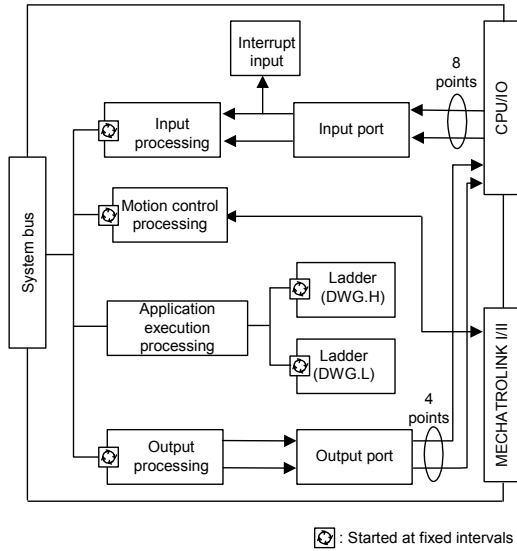 Interrupt
input
8
points
CPU/IO
Input
processing
Input port
System bus
Motion control
processing
Application
execution
processing
Ladder
(DWG.H)
Ladder
(DWG.L)
MECHATROLINK I/II
4
points
Output
processing
Output port
: Started at fixed intervals